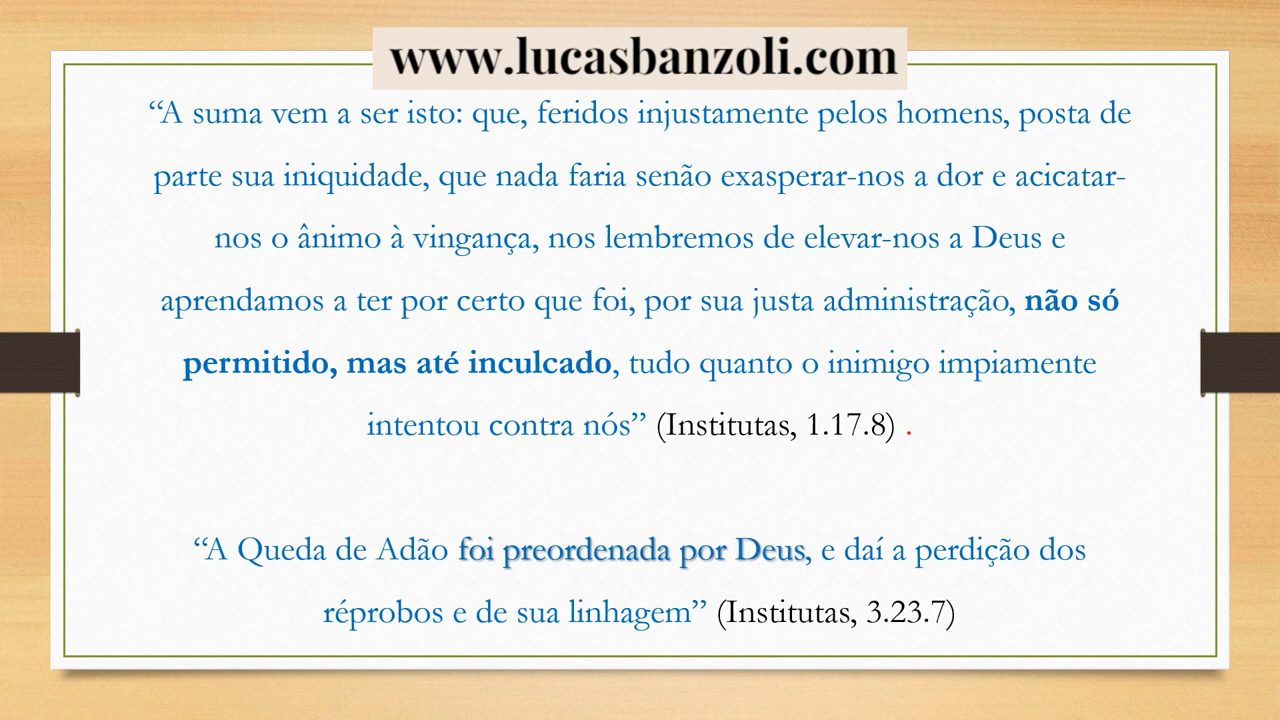 www.lucasbanzoli.com
“A suma vem a ser isto: que, feridos injustamente pelos homens, posta de
parte sua iniquidade, que nada faria senão exasperar-nos a dor e acicatar-
nos o ânimo à vingança, nos lembremos de elevar-nos a Deus e
aprendamos a ter por certo que foi, por sua justa administração, não só
permitido, mas até inculcado, tudo quanto o inimigo impiamente
intentou contra nós” (Institutas, 1.17.8) .
“A Queda de Adão foi preordenada por Deus, e daí a perdição dos
réprobos e de sua linhagem” (Institutas, 3.23.7)